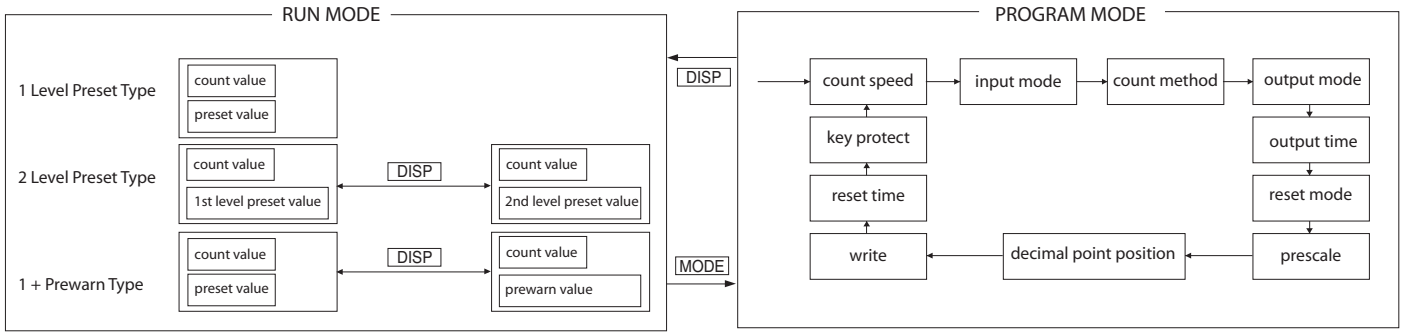 RUN MODE
1 Level Preset Type
count value
preset value
2 Level Preset Type
count value
1st level preset value
DISP
count value
2nd level preset value
1 + Prewarn Type
count value
preset value
DISP
count value
prewarn value
DISP
MODE
PROGRAM MODE
count speed
input mode
count method
output mode
output time
reset mode
prescale
decimal point position
write
reset time
key protect